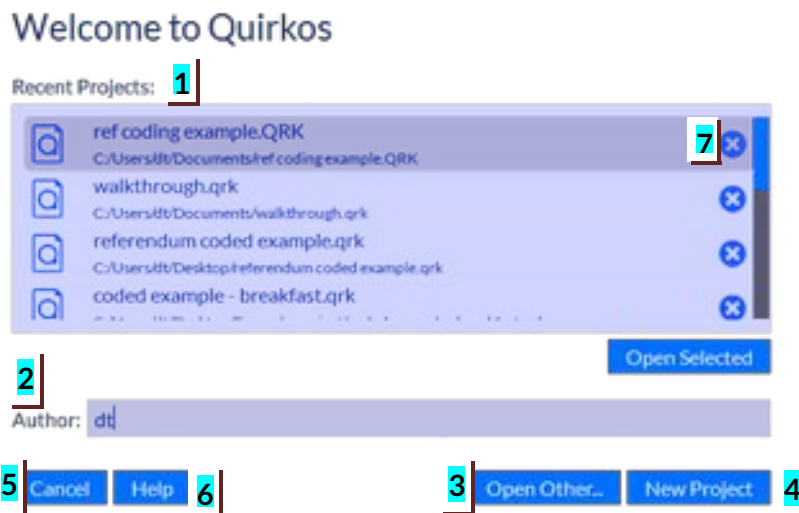 Welcome to Quirkos
Recent Projects: 1
ref coding example.QRK
C:/Users/dt/Documents/ref coding example.QRK
7
walkthrough.qrk
C:/Users/dt/Documents/walkthrough.qrk
referendum coded example.qrk
C:/Users/dt/Desktop/referendum coded example.qrk
coded example - breakfast.qrk
Open Selected
2
Author: dt
5 Cancel Help 6 3 Open Other... New Project 4